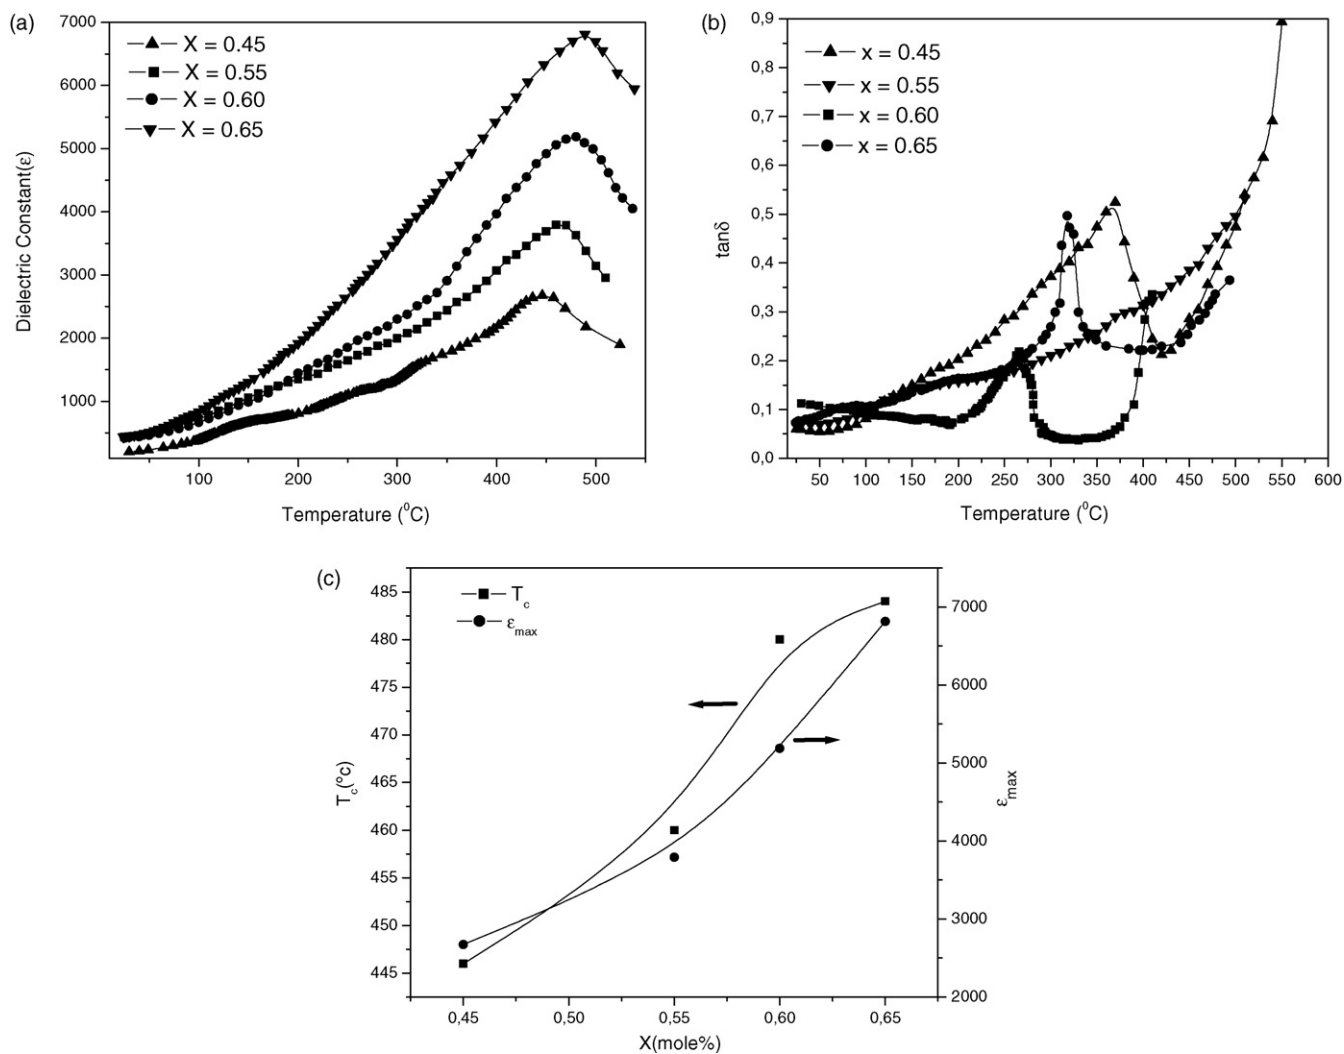 (a)
7000
6000
5000
4000
3000
2000
1000
Dielectric Constant(ε)
X = 0.45
X = 0.55
X = 0.60
X = 0.65
100 200 300 400 500
Temperature (⁰C)
(b)
0,9
0,8
0,7
0,6
0,5
0,4
0,3
0,2
0,1
0,0
tanδ
x = 0.45
x = 0.55
x = 0.60
x = 0.65
50 100 150 200 250 300 350 400 450 500 550 600
Temperature (⁰C)
(c)
485
480
475
470
465
460
455
450
445
T_c(°c)
T_c
ε_max
7000
6000
5000
4000
3000
2000
ε_max
0,45 0,50 0,55 0,60 0,65
X(mole%)